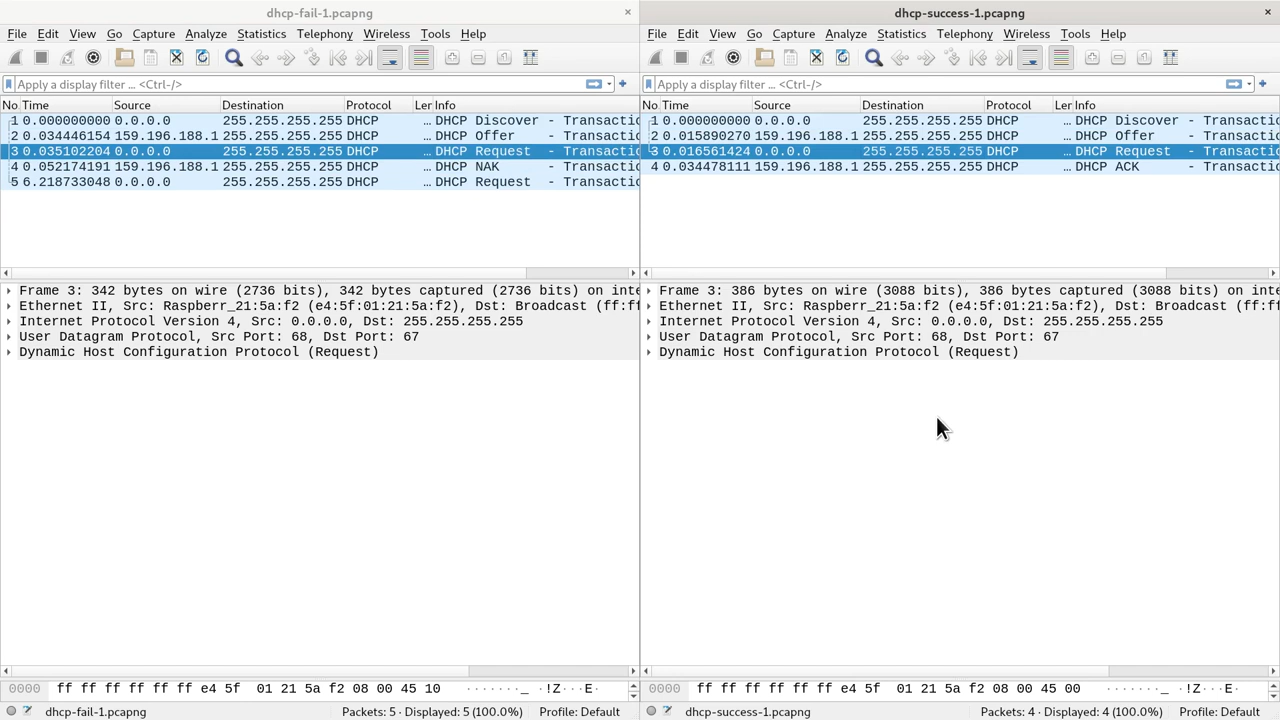 dhcp-fail-1.pcapng ×
File Edit View Go Capture Analyze Statistics Telephony Wireless Tools Help
Apply a display filter ... <Ctrl-/>
No. Time Source Destination Protocol Ler Info
1 0.000000000 0.0.0.0 255.255.255.255 DHCP … DHCP Discover - Transactic
2 0.034446154 159.196.188.1 255.255.255.255 DHCP … DHCP Offer - Transactic
3 0.035102204 0.0.0.0 255.255.255.255 DHCP … DHCP Request - Transactic
4 0.052174191 159.196.188.1 255.255.255.255 DHCP … DHCP NAK - Transactic
5 6.218733048 0.0.0.0 255.255.255.255 DHCP … DHCP Request - Transactic
Frame 3: 342 bytes on wire (2736 bits), 342 bytes captured (2736 bits) on inte
Ethernet II, Src: Raspberr_21:5a:f2 (e4:5f:01:21:5a:f2), Dst: Broadcast (ff:ff
Internet Protocol Version 4, Src: 0.0.0.0, Dst: 255.255.255.255
User Datagram Protocol, Src Port: 68, Dst Port: 67
Dynamic Host Configuration Protocol (Request)
0000 ff ff ff ff ff ff e4 5f 01 21 5a f2 08 00 45 10 ·······_ ·!Z···E·
dhcp-fail-1.pcapng Packets: 5 · Displayed: 5 (100.0%) Profile: Default
dhcp-success-1.pcapng ×
File Edit View Go Capture Analyze Statistics Telephony Wireless Tools Help
Apply a display filter ... <Ctrl-/>
No. Time Source Destination Protocol Ler Info
1 0.000000000 0.0.0.0 255.255.255.255 DHCP … DHCP Discover - Transactic
2 0.015990270 159.196.188.1 255.255.255.255 DHCP … DHCP Offer - Transactic
3 0.016561424 0.0.0.0 255.255.255.255 DHCP … DHCP Request - Transactic
4 0.034478111 159.196.188.1 255.255.255.255 DHCP … DHCP ACK - Transactic
Frame 3: 386 bytes on wire (3088 bits), 386 bytes captured (3088 bits) on inte
Ethernet II, Src: Raspberr_21:5a:f2 (e4:5f:01:21:5a:f2), Dst: Broadcast (ff:ff
Internet Protocol Version 4, Src: 0.0.0.0, Dst: 255.255.255.255
User Datagram Protocol, Src Port: 68, Dst Port: 67
Dynamic Host Configuration Protocol (Request)
0000 ff ff ff ff ff ff e4 5f 01 21 5a f2 08 00 45 00 ·······_ ·!Z···E·
dhcp-success-1.pcapng Packets: 4 · Displayed: 4 (100.0%) Profile: Default